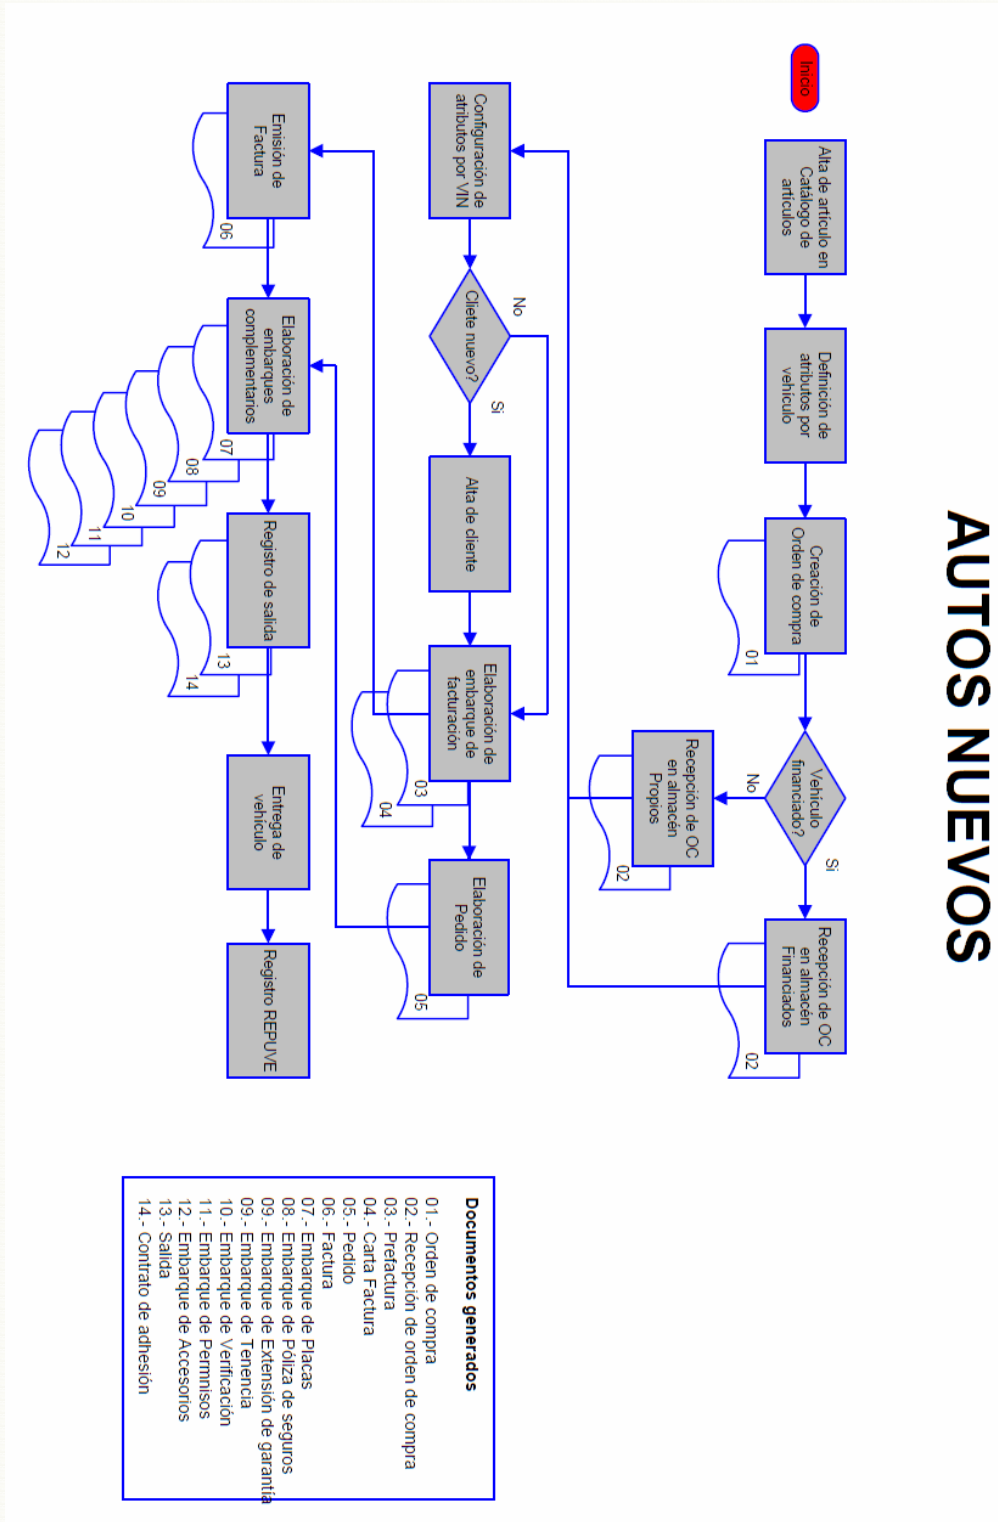 AUTOS NUEVOS
Inicio
Alta de artículo en
Catálogo de
artículos
Definición de
atributos por
vehículo
Creación de
Orden de compra
01
Vehículo
financiado?
Si
No
Recepción de OC
en almacén
Financiados
02
Recepción de OC
en almacén
Propios
02
Configuración de
atributos por VIN
Cliete nuevo?
No
Si
Alta de cliente
Elaboración de
embarque de
facturación
03
04
Elaboración de
Pedido
05
Emisión de
Factura
06
Elaboración de
embarques
complementarios
07
08
09
10
11
12
Registro de salida
13
14
Entrega de
vehículo
Registro REPUVE
Documentos generados
01.- Orden de compra
02.- Recepción de orden de compra
03.- Prefactura
04.- Carta Factura
05.- Pedido
06.- Factura
07.- Embarque de Placas
08.- Embarque de Póliza de seguros
09.- Embarque de Extensión de garantía
09.- Embarque de Tenencia
10.- Embarque de Verificación
11.- Embarque de Permnisos
12.- Embarque de Accesorios
13.- Salida
14.- Contrato de adhesión